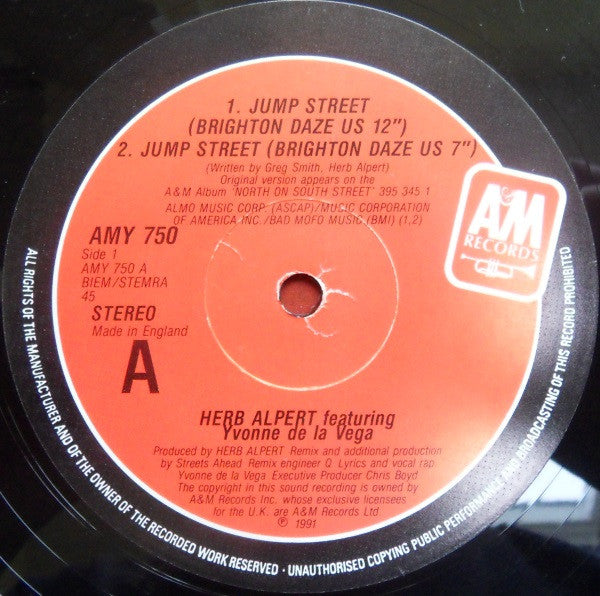 1. JUMP STREET
(BRIGHTON DAZE US 12")
2. JUMP STREET (BRIGHTON DAZE US 7")
(Written by Greg Smith, Herb Alpert)
Original version appears on the
A&M Album 'NORTH ON SOUTH STREET' 395 345 1
ALMO MUSIC CORP. (ASCAP)/MUSIC CORPORATION
OF AMERICA INC./BAD MOFO MUSIC (BMI) (1,2)
A&M
RECORDS
AMY 750
Side 1
AMY 750 A
BIEM/STEMRA
45
STEREO
Made in England
A
HERB ALPERT featuring
Yvonne de la Vega
Produced by HERB ALPERT Remix and additional production
by Streets Ahead Remix engineer Q Lyrics and vocal rap
Yvonne de la Vega Executive Producer Chris Boyd
The copyright in this sound recording is owned by
A&M Records Inc. whose exclusive licensees
for the U.K. are A&M Records Ltd
℗ 1991
ALL RIGHTS OF THE MANUFACTURER AND OF THE OWNER OF THE RECORDED WORK RESERVED · UNAUTHORISED COPYING PUBLIC PERFORMANCE AND BROADCASTING OF THIS RECORD PROHIBITED